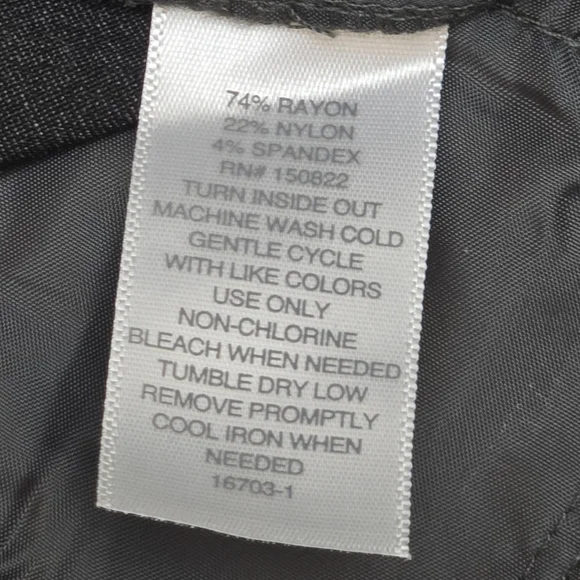 74% RAYON
22% NYLON
4% SPANDEX
RN# 150822
TURN INSIDE OUT
MACHINE WASH COLD
GENTLE CYCLE
WITH LIKE COLORS
USE ONLY
NON-CHLORINE
BLEACH WHEN NEEDED
TUMBLE DRY LOW
REMOVE PROMPTLY
COOL IRON WHEN
NEEDED
16703-1